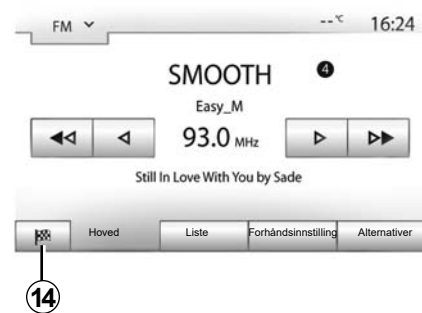 FM --°C 16:24
SMOOTH 4
Easy_M
93.0 MHz
Still In Love With You by Sade
Hoved Liste Forhåndsinnstilling Alternativer
14